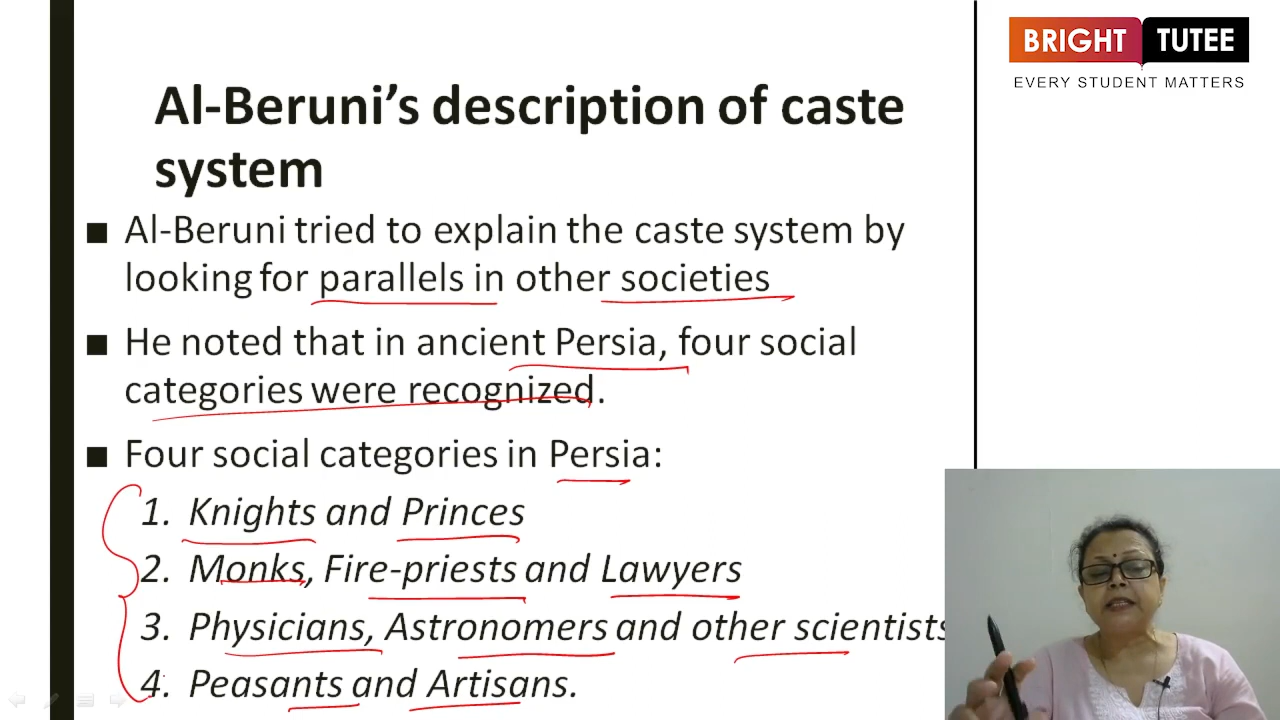 BRIGHT TUTEE
EVERY STUDENT MATTERS
Al-Beruni’s description of caste
system
■ Al-Beruni tried to explain the caste system by
looking for parallels in other societies
■ He noted that in ancient Persia, four social
categories were recognized.
■ Four social categories in Persia:
1. Knights and Princes
2. Monks, Fire-priests and Lawyers
3. Physicians, Astronomers and other scientists
4. Peasants and Artisans.